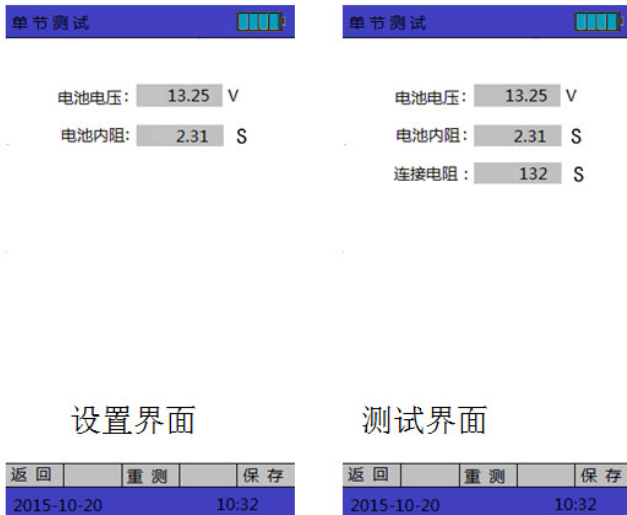 单节测试
电池电压： 13.25 V
电池内阻： 2.31 S
设置界面
返回 重测 保存
2015-10-20 10:32
单节测试
电池电压： 13.25 V
电池内阻： 2.31 S
连接电阻： 132 S
测试界面
返回 重测 保存
2015-10-20 10:32